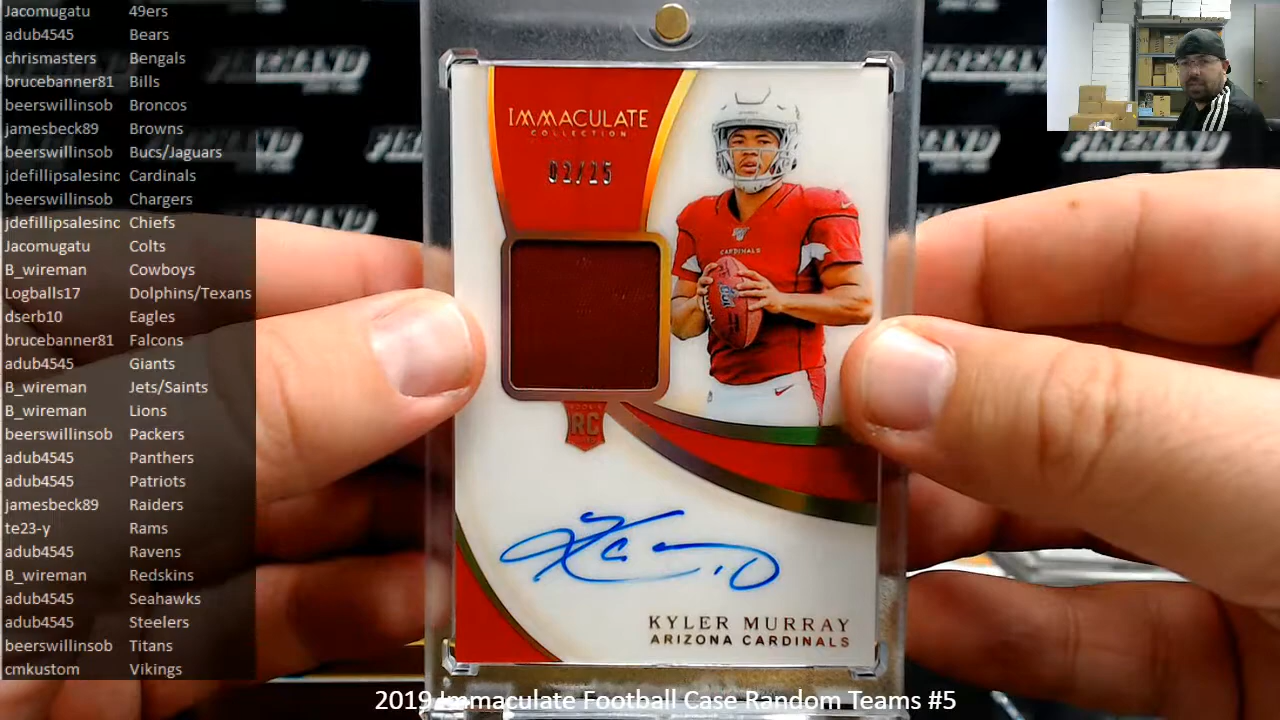 Jacomugatu 49ers
adub4545 Bears
chrismasters Bengals
brucebanner81 Bills
beerswillinsob Broncos
jamesbeck89 Browns
beerswillinsob Bucs/Jaguars
jdefillipsalesinc Cardinals
beerswillinsob Chargers
jdefillipsalesinc Chiefs
Jacomugatu Colts
B_wireman Cowboys
Logballs17 Dolphins/Texans
dserb10 Eagles
brucebanner81 Falcons
adub4545 Giants
B_wireman Jets/Saints
B_wireman Lions
beerswillinsob Packers
adub4545 Panthers
adub4545 Patriots
jamesbeck89 Raiders
te23-y Rams
adub4545 Ravens
B_wireman Redskins
adub4545 Seahawks
adub4545 Steelers
beerswillinsob Titans
cmkustom Vikings
IMMACULATE
COLLECTION
02/25
CARDINALS
RC
KYLER MURRAY
ARIZONA CARDINALS
2019 Immaculate Football Case Random Teams #5